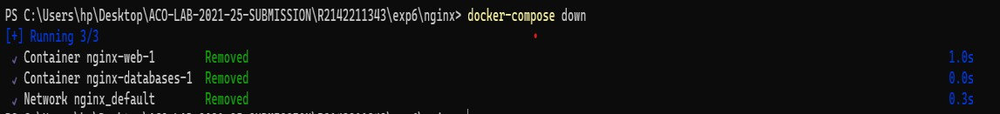 PS C:\Users\hp\Desktop\ACO-LAB-2021-25-SUBMISSION\R2142211343\exp6\nginx> docker-compose down
[+] Running 3/3
✓ Container nginx-web-1 Removed 1.0s
✓ Container nginx-databases-1 Removed 0.0s
✓ Network nginx_default Removed 0.3s